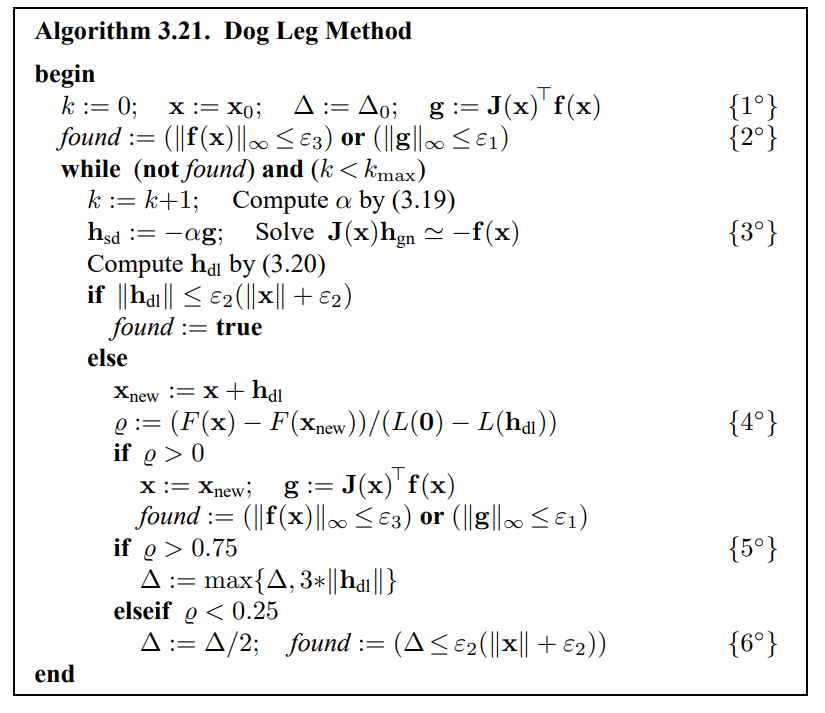 Algorithm 3.21. Dog Leg Method
begin
k := 0; x := x₀; Δ := Δ₀; g := J(x)^⊤ f(x) {1°}
found := (‖f(x)‖∞ ≤ ε₃) or (‖g‖∞ ≤ ε₁) {2°}
while (not found) and (k < k_max)
k := k+1; Compute α by (3.19)
h_sd := −αg; Solve J(x)h_gn ≃ −f(x) {3°}
Compute h_dl by (3.20)
if ‖h_dl‖ ≤ ε₂(‖x‖ + ε₂)
found := true
else
x_new := x + h_dl
ϱ := (F(x) − F(x_new))/(L(0) − L(h_dl)) {4°}
if ϱ > 0
x := x_new; g := J(x)^⊤ f(x)
found := (‖f(x)‖∞ ≤ ε₃) or (‖g‖∞ ≤ ε₁)
if ϱ > 0.75 {5°}
Δ := max{Δ, 3∗‖h_dl‖}
elseif ϱ < 0.25
Δ := Δ/2; found := (Δ ≤ ε₂(‖x‖ + ε₂)) {6°}
end